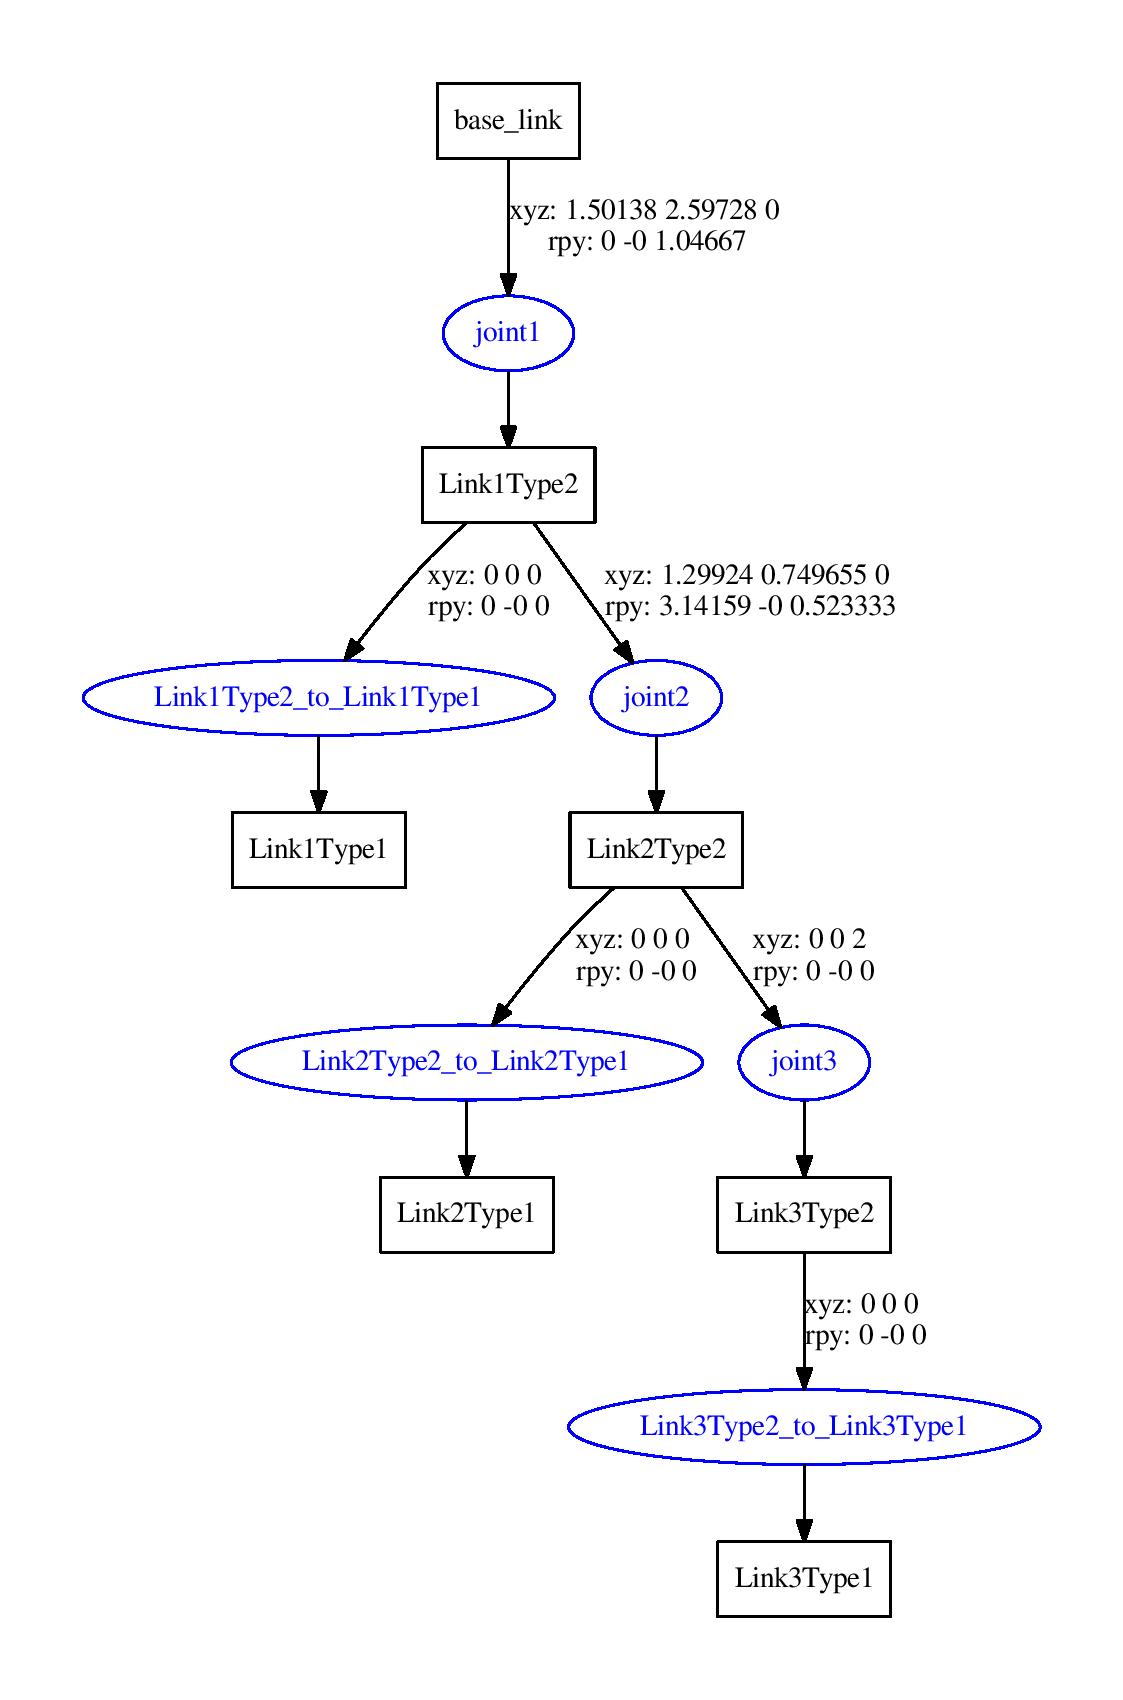 base_link
xyz: 1.50138 2.59728 0
rpy: 0 -0 1.04667
joint1
Link1Type2
xyz: 0 0 0
rpy: 0 -0 0
xyz: 1.29924 0.749655 0
rpy: 3.14159 -0 0.523333
Link1Type2_to_Link1Type1
joint2
Link1Type1
Link2Type2
xyz: 0 0 0
rpy: 0 -0 0
xyz: 0 0 2
rpy: 0 -0 0
Link2Type2_to_Link2Type1
joint3
Link2Type1
Link3Type2
xyz: 0 0 0
rpy: 0 -0 0
Link3Type2_to_Link3Type1
Link3Type1